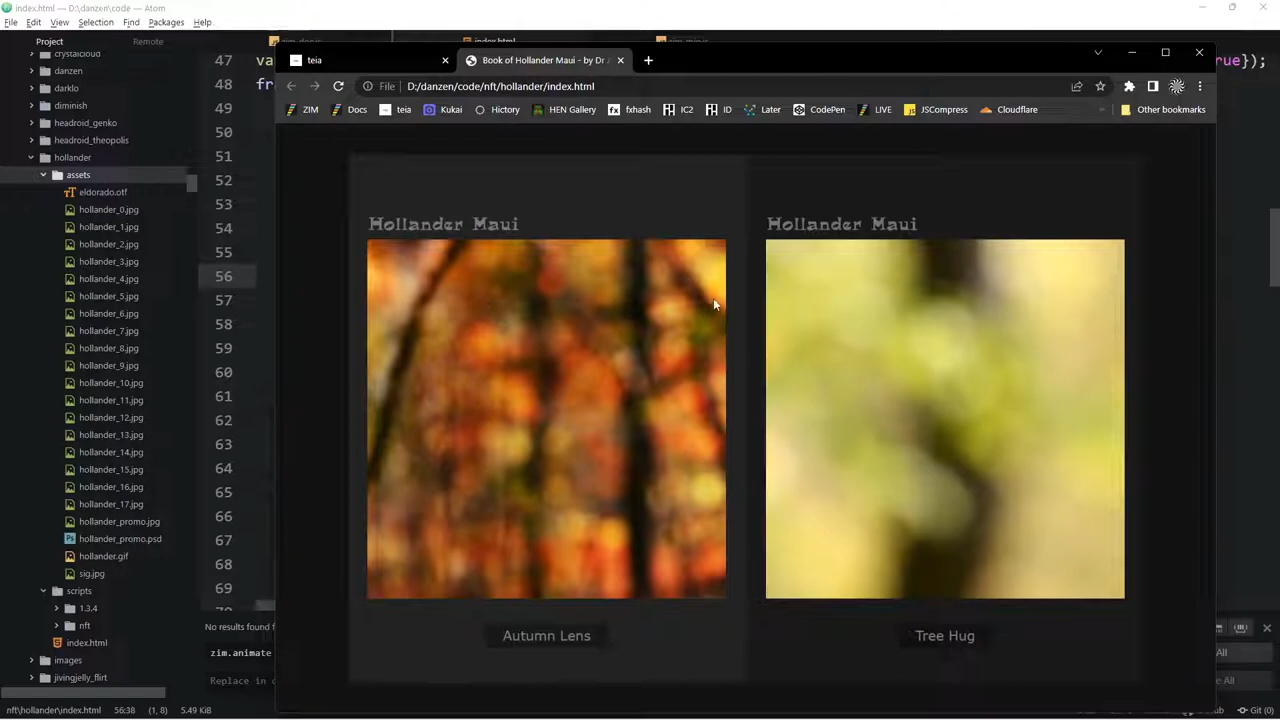 index.html — D:\danzen\code — Atom
File Edit View Selection Find Packages Help
Project Remote
index.html
crystalcloud
danzen
darklo
diminish
headroid_genko
headroid_theopolis
hollander
assets
eldorado.otf
hollander_0.jpg
hollander_1.jpg
hollander_2.jpg
hollander_3.jpg
hollander_4.jpg
hollander_5.jpg
hollander_6.jpg
hollander_7.jpg
hollander_8.jpg
hollander_9.jpg
hollander_10.jpg
hollander_11.jpg
hollander_12.jpg
hollander_13.jpg
hollander_14.jpg
hollander_15.jpg
hollander_16.jpg
hollander_17.jpg
hollander_promo.jpg
hollander_promo.psd
hollander.gif
sig.jpg
scripts
1.3.4
nft
index.html
images
jivingjelly_flirt
47 va
48 fr
49
50
51
52
53
54
55
56
57
58
59
60
61
62
63
64
65
66
67
68
69
rue});
teia
Book of Hollander Maui - by Dr
File D:/danzen/code/nft/hollander/index.html
ZIM Docs teia Kukai Hictory HEN Gallery fxhash IC2 ID Later CodePen LIVE JSCompress Cloudflare Other bookmarks
Hollander Maui
Hollander Maui
Autumn Lens
Tree Hug
No results found f
zim.animate
Replace in c
All
e All
nft\hollander\index.html 56:38 (1, 8) 5.49 KiB
Git (0)